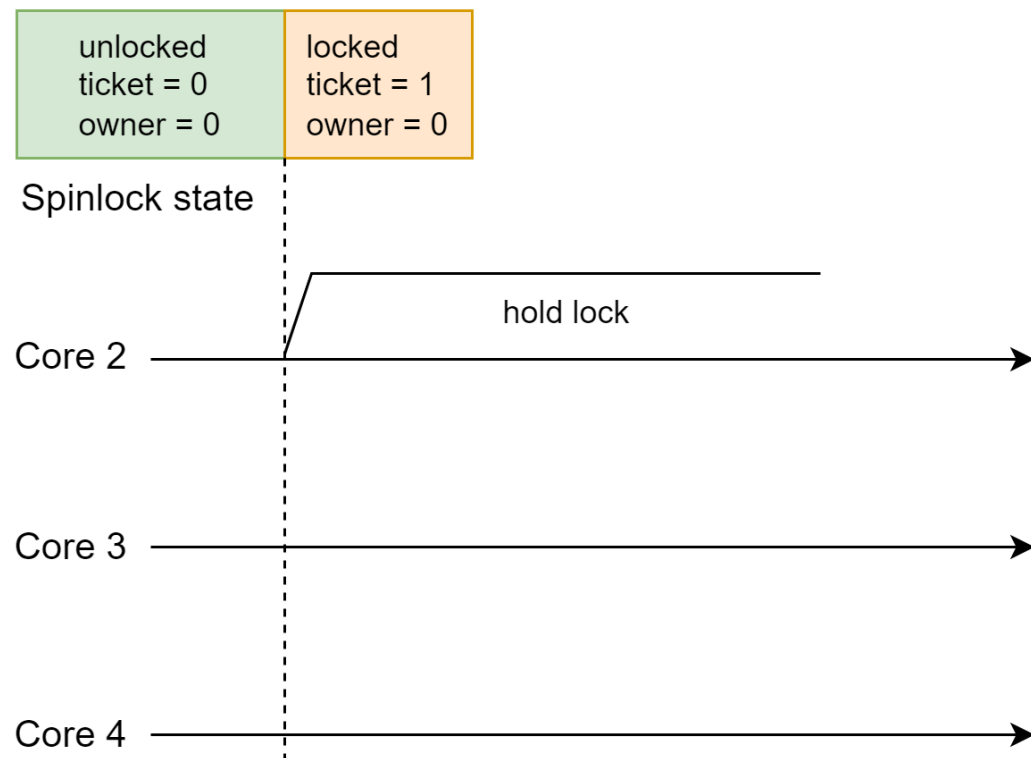 unlocked
ticket = 0
owner = 0
locked
ticket = 1
owner = 0
Spinlock state
hold lock
Core 2
Core 3
Core 4